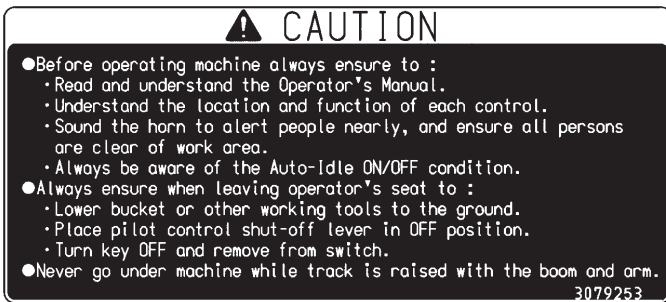 CAUTION
●Before operating machine always ensure to :
・Read and understand the Operator's Manual.
・Understand the location and function of each control.
・Sound the horn to alert people nearly, and ensure all persons
are clear of work area.
・Always be aware of the Auto-Idle ON/OFF condition.
●Always ensure when leaving operator's seat to :
・Lower bucket or other working tools to the ground.
・Place pilot control shut-off lever in OFF position.
・Turn key OFF and remove from switch.
●Never go under machine while track is raised with the boom and arm.
3079253